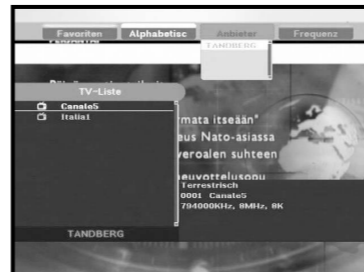 Favoriten Alphabetisc Anbieter Frequenz
TANDBERG
TV-Liste
Canale5
Italia1
rmata itseään"
eus Nato-asiassa
veroalen suhteen
Terrestrisch
0001 Canale5
794000KHz, 8MHz, 8K
TANDBERG